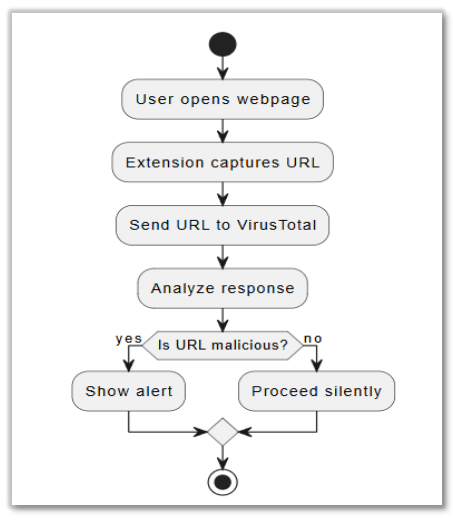 User opens webpage
Extension captures URL
Send URL to VirusTotal
Analyze response
yes
Is URL malicious?
no
Show alert
Proceed silently